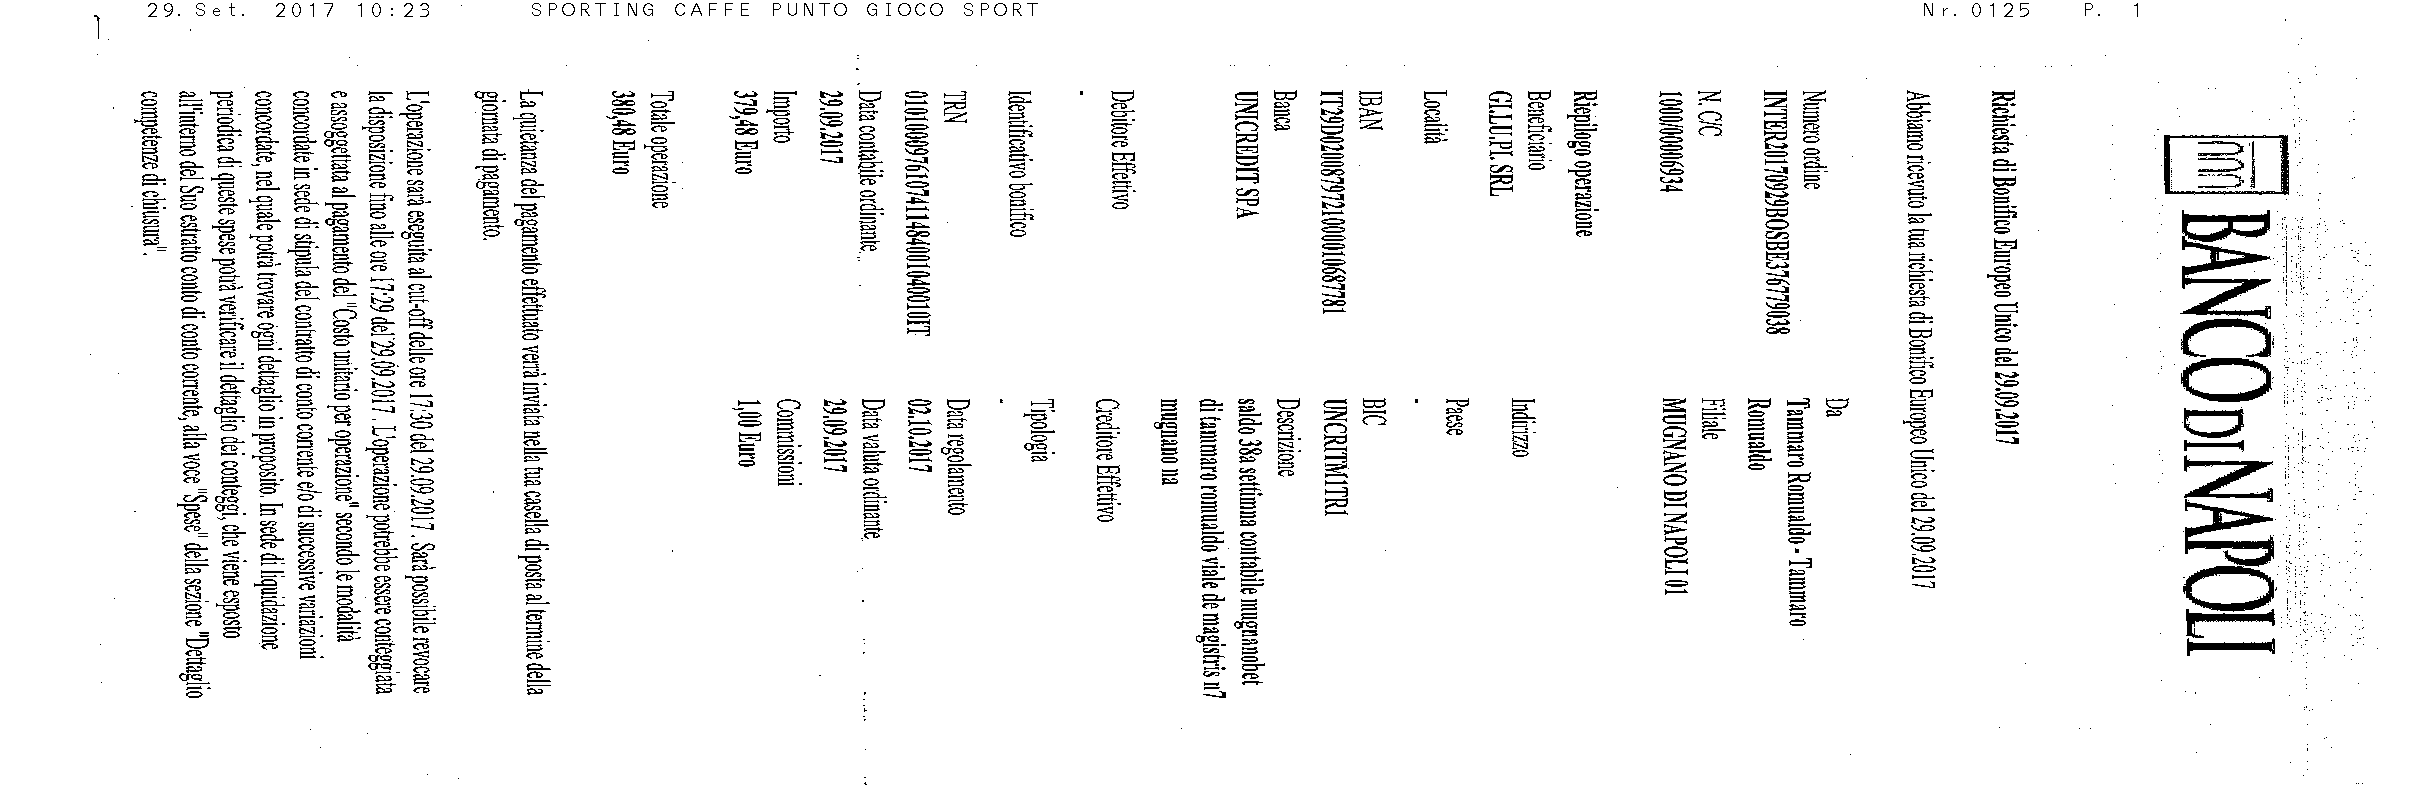 29. Set. 2017 10:23 SPORTING CAFFE PUNTO GIOCO SPORT Nr. 0125 P. 1
BANCO DI NAPOLI
Richiesta di Bonifico Europeo Unico del 29.09.2017
Abbiamo ricevuto la tua richiesta di Bonifico Europeo Unico del 29.09.2017
Numero ordine
INTER20170929BOSBE376779038
Da
Tammaro Romualdo - Tammaro
Romualdo
N. C/C
1000/00006934
Filiale
MUGNANO DI NAPOLI 01
Riepilogo operazione
Beneficiario
GI.LU.PI. SRL
Indirizzo
Località
Paese
-
IBAN
IT29D0200879721000010687781
BIC
UNCRITM1TR1
Banca
UNICREDIT SPA
Descrizione
saldo 38a settimna contabile mugnanobet
di tammaro romualdo viale de magistris n7
mugnano na
Debitore Effettivo
-
Creditore Effettivo
Identificativo bonifico
Tipologia
-
TRN
Data regolamento
02.10.2017
Data contabile ordinante
29.09.2017
Data valuta ordinante
29.09.2017
Importo
379,48 Euro
Commissioni
1,00 Euro
Totale operazione
380,48 Euro
La quietanza del pagamento effettuato verrà inviata nella tua casella di posta al termine della
giornata di pagamento.
L'operazione sarà eseguita al cut-off delle ore 17:30 del 29.09.2017 . Sarà possibile revocare
la disposizione fino alle ore 17:29 del 29.09.2017. L'operazione potrebbe essere conteggiata
e assoggettata al pagamento del "Costo unitario per operazione" secondo le modalità
concordate in sede di stipula del contratto di conto corrente e/o di successive variazioni
concordate, nel quale potrà trovare ogni dettaglio in proposito. In sede di liquidazione
periodica di queste spese potrà verificare il dettaglio dei conteggi, che viene esposto
all'interno del Suo estratto conto di conto corrente, alla voce "Spese" della sezione "Dettaglio
competenze di chiusura".